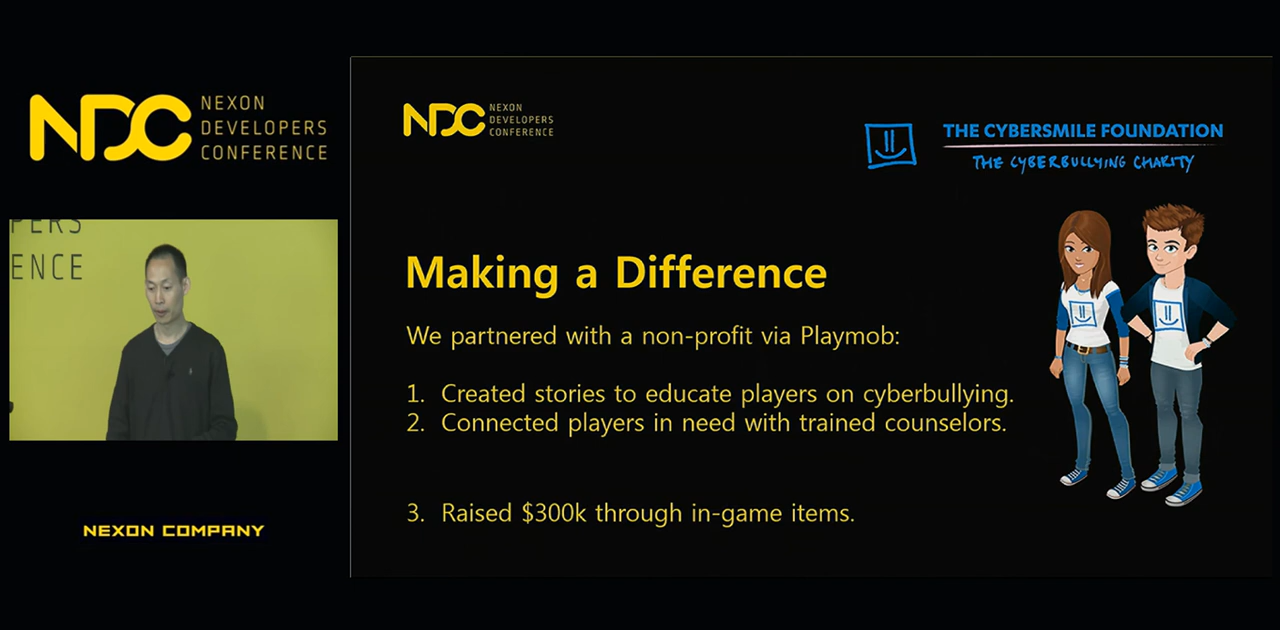 NDC
NEXON
DEVELOPERS
CONFERENCE
PERS
ENCE
NEXON COMPANY
NDC
NEXON
DEVELOPERS
CONFERENCE
THE CYBERSMILE FOUNDATION
THE CYBERBULLYING CHARITY
Making a Difference
We partnered with a non-profit via Playmob:
1. Created stories to educate players on cyberbullying.
2. Connected players in need with trained counselors.
3. Raised $300k through in-game items.